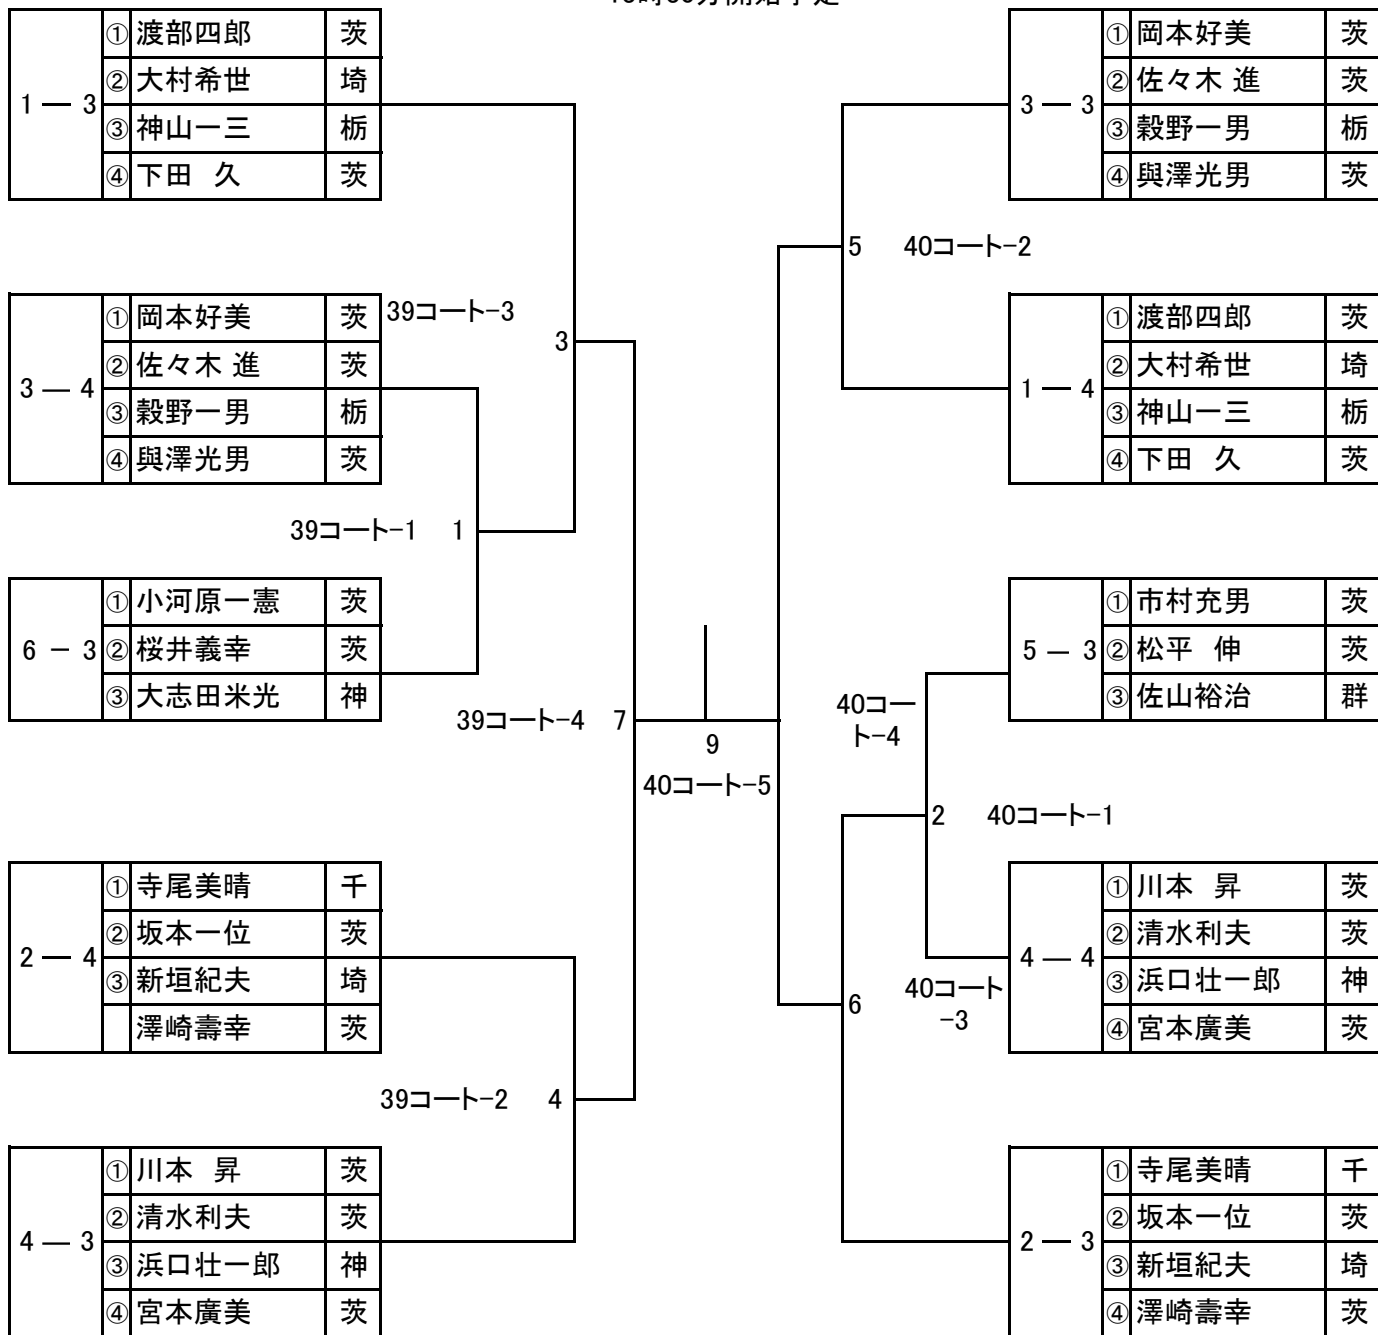 ① 渡部四郎 茨
② 大村希世 埼
1 ― 3
③ 神山一三 栃
④ 下田 久 茨
① 岡本好美 茨
② 佐々木 進 茨
3 ― 4
③ 穀野一男 栃
④ 與澤光男 茨
39コート-3
3
39コート-1 1
① 小河原一憲 茨
6 － 3 ② 桜井義幸 茨
③ 大志田米光 神
39コート-4 7
① 寺尾美晴 千
② 坂本一位 茨
2 ― 4
③ 新垣紀夫 埼
澤崎壽幸 茨
39コート-2 4
① 川本 昇 茨
② 清水利夫 茨
4 ― 3
③ 浜口壮一郎 神
④ 宮本廣美 茨
9
40コート-5
① 岡本好美 茨
② 佐々木 進 茨
3 ― 3
③ 穀野一男 栃
④ 與澤光男 茨
5 40コート-2
① 渡部四郎 茨
② 大村希世 埼
1 ― 4
③ 神山一三 栃
④ 下田 久 茨
① 市村充男 茨
5 ― 3 ② 松平 伸 茨
③ 佐山裕治 群
40コー
ト-4
2 40コート-1
① 川本 昇 茨
② 清水利夫 茨
4 ― 4
③ 浜口壮一郎 神
④ 宮本廣美 茨
6
40コート
-3
① 寺尾美晴 千
② 坂本一位 茨
2 ― 3
③ 新垣紀夫 埼
④ 澤崎壽幸 茨